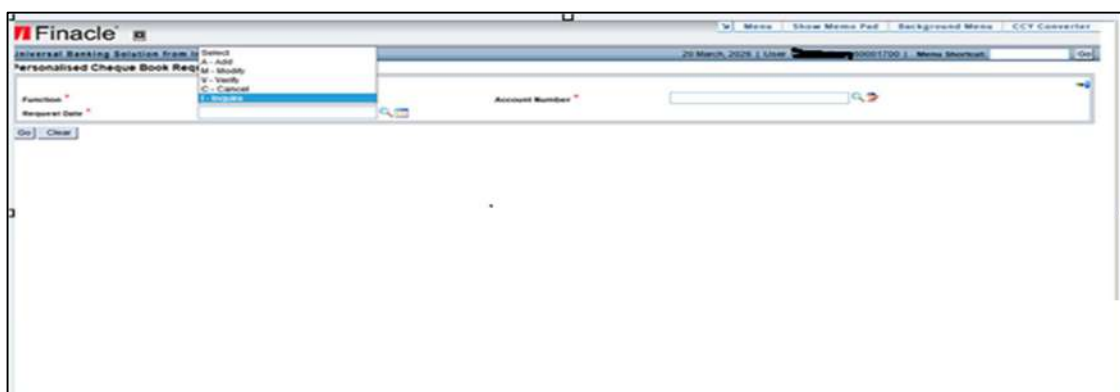 Finacle
Menu | Show Memo Pad | Background Menu | CCY Converter
Universal Banking Solution from
20 March, 2026 | User 60001700 | Menu Shortcut: Go
Personalised Cheque Book Req
Select
A - Add
M - Modify
V - Verify
C - Cancel
I - Inquire
Function *
Account Number *
Request Date *
Go Clear